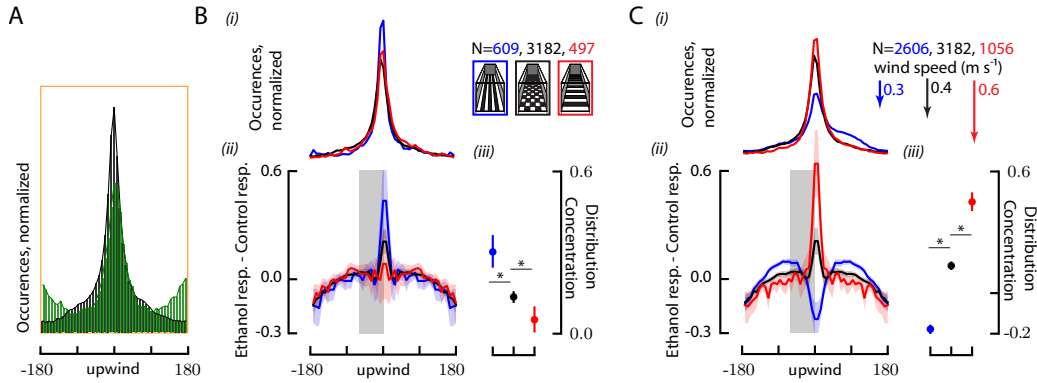 A
Occurences, normalized
-180
upwind
180
B
(i)
Occurences,
normalized
N=609, 3182, 497
(ii)
Ethanol resp. - Control resp.
0.6
0.0
-0.3
-180
upwind
180
(iii)
0.6
Distribution
Concentration
0.0
*
*
C
(i)
Occurences,
normalized
N=2606, 3182, 1056
wind speed (m s⁻¹)
0.3
0.4
0.6
(ii)
Ethanol resp. - Control resp.
0.6
0.0
-0.3
-180
upwind
180
(iii)
0.6
Distribution
Concentration
-0.2
*
*